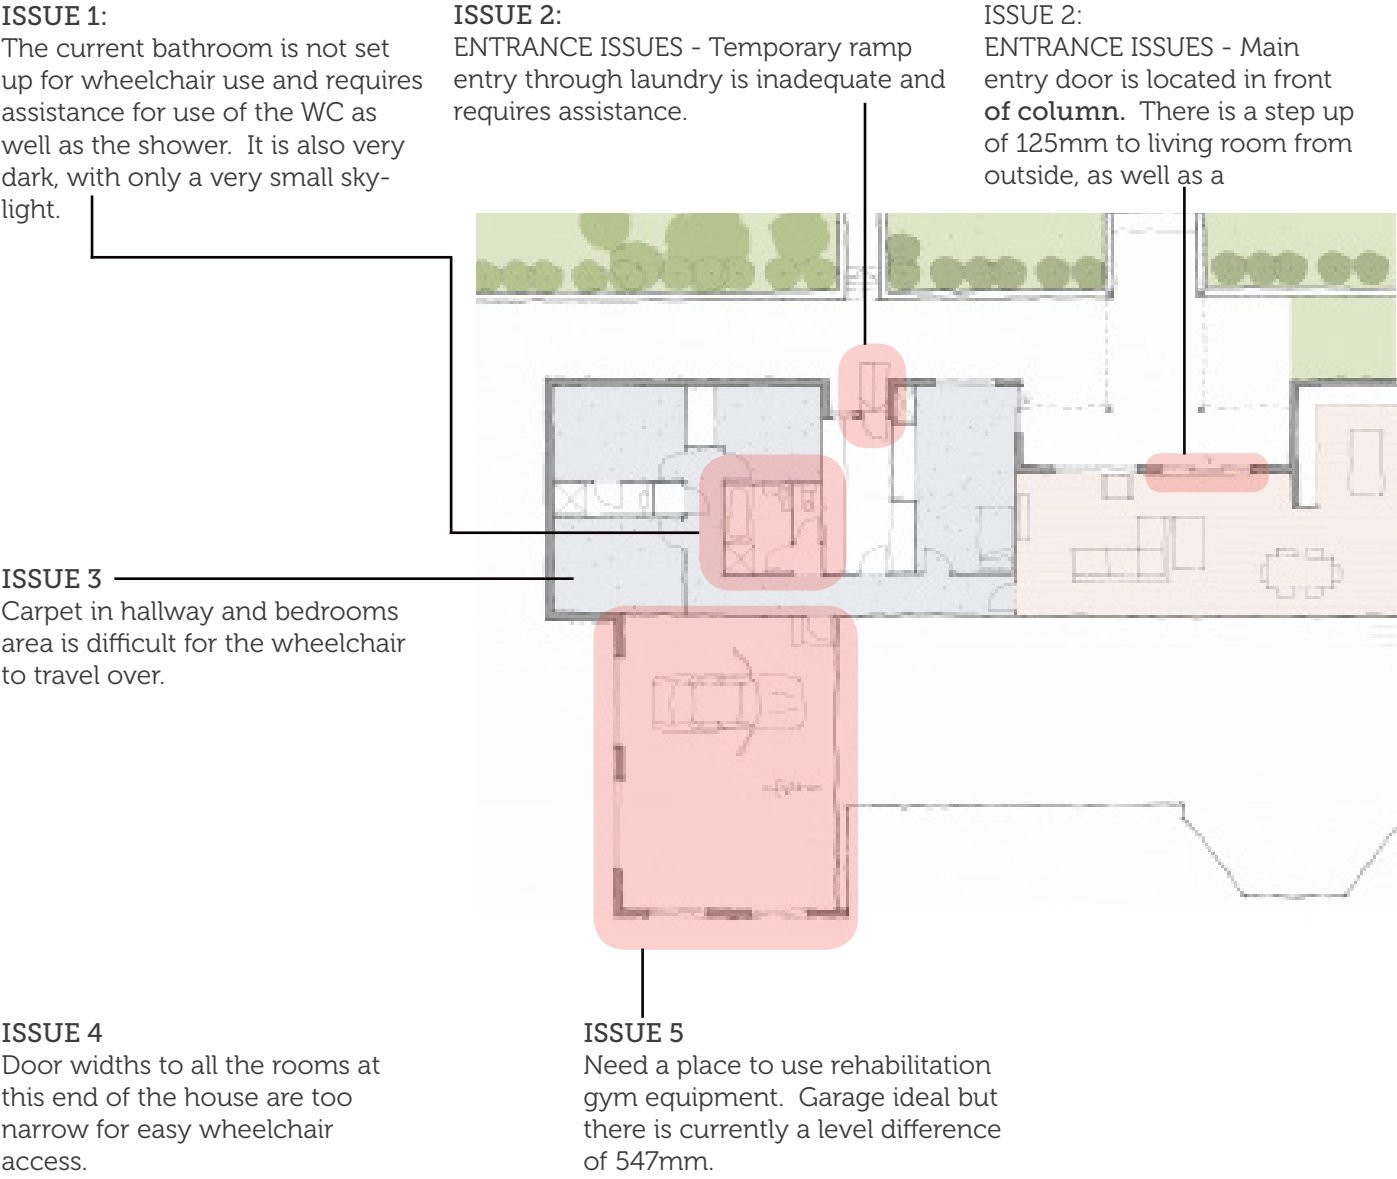 ISSUE 1:
The current bathroom is not set
up for wheelchair use and requires
assistance for use of the WC as
well as the shower.  It is also very
dark, with only a very small sky-
light.
ISSUE 2:
ENTRANCE ISSUES - Temporary ramp
entry through laundry is inadequate and
requires assistance.
ISSUE 2:
ENTRANCE ISSUES - Main
entry door is located in front
of column.  There is a step up
of 125mm to living room from
outside, as well as a
ISSUE 3
Carpet in hallway and bedrooms
area is difficult for the wheelchair
to travel over.
ISSUE 4
Door widths to all the rooms at
this end of the house are too
narrow for easy wheelchair
access.
ISSUE 5
Need a place to use rehabilitation
gym equipment.  Garage ideal but
there is currently a level difference
of 547mm.